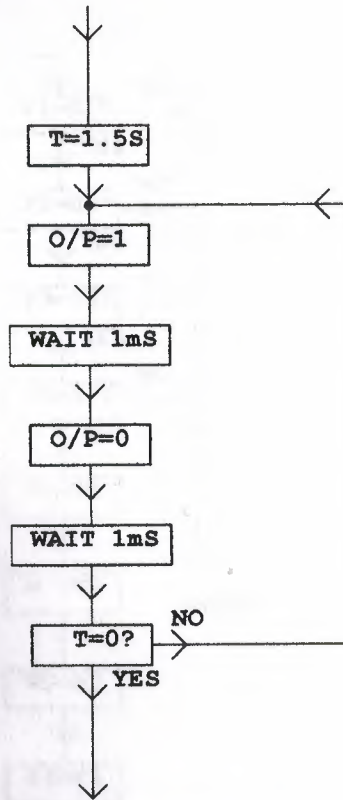 T=1.5S
O/P=1
WAIT 1mS
O/P=0
WAIT 1mS
T=0?
NO
YES